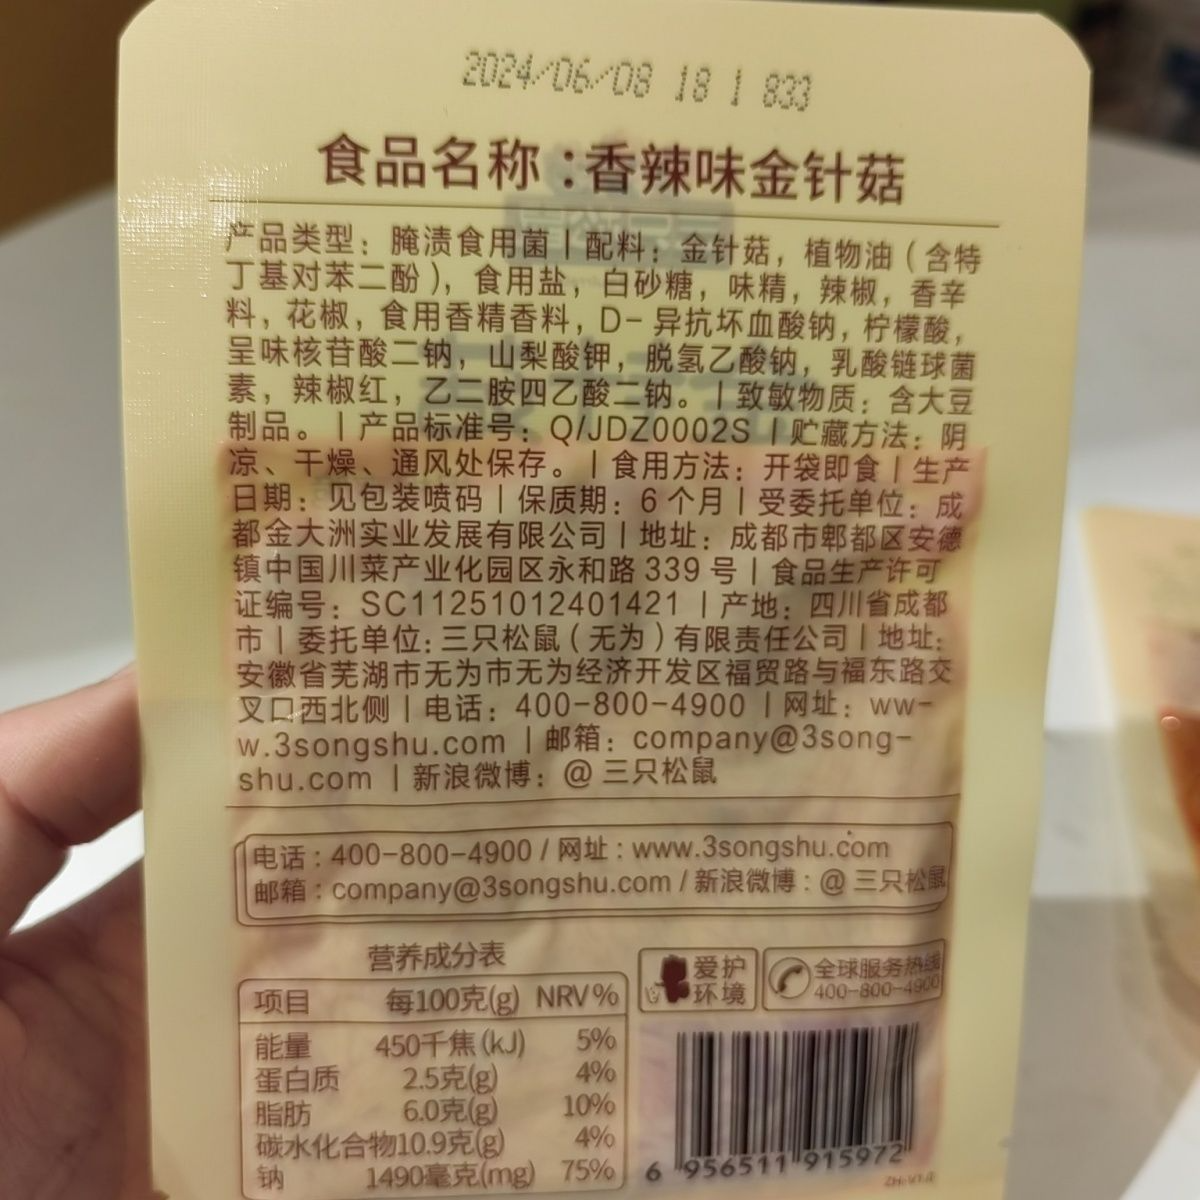 2024/06/08 18 1 833
食品名称：香辣味金针菇
产品类型：腌渍食用菌 | 配料：金针菇，植物油（含特
丁基对苯二酚），食用盐，白砂糖，味精，辣椒，香辛
料，花椒，食用香精香料，D-异抗坏血酸钠，柠檬酸，
呈味核苷酸二钠，山梨酸钾，脱氢乙酸钠，乳酸链球菌
素，辣椒红，乙二胺四乙酸二钠。 | 致敏物质：含大豆
制品。 | 产品标准号：Q/JDZ0002S | 贮藏方法：阴
凉、干燥、通风处保存。 | 食用方法：开袋即食 | 生产
日期：见包装喷码 | 保质期：6个月 | 受委托单位：成
都金大洲实业发展有限公司 | 地址：成都市郫都区安德
镇中国川菜产业化园区永和路339号 | 食品生产许可
证编号：SC11251012401421 | 产地：四川省成都
市 | 委托单位：三只松鼠（无为）有限责任公司 | 地址：
安徽省芜湖市无为市无为经济开发区福贸路与福东路交
叉口西北侧 | 电话：400-800-4900 | 网址：ww-
w.3songshu.com | 邮箱：company@3song-
shu.com | 新浪微博：@三只松鼠
电话：400-800-4900 / 网址：www.3songshu.com
邮箱：company@3songshu.com / 新浪微博：@三只松鼠
营养成分表
项目 每100克(g) NRV%
能量 450千焦(kJ) 5%
蛋白质 2.5克(g) 4%
脂肪 6.0克(g) 10%
碳水化合物10.9克(g) 4%
钠 1490毫克(mg) 75%
爱护
环境
全球服务热线
400-800-4900
6 956511 915972